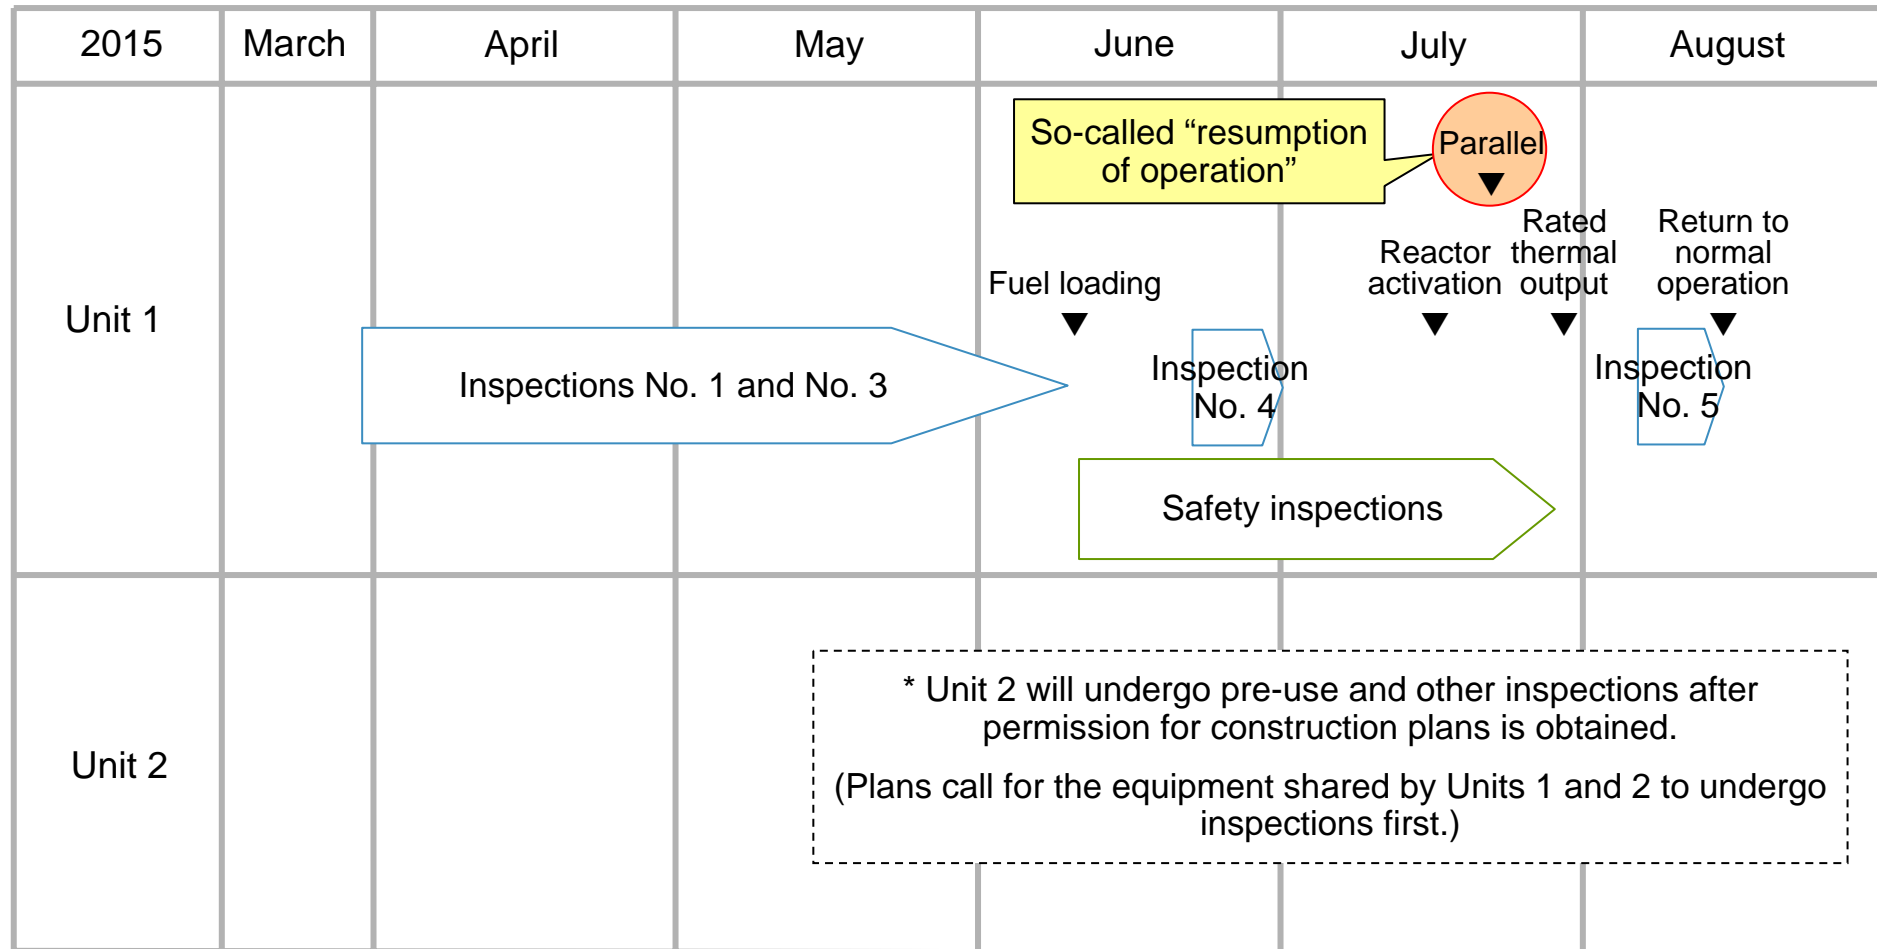 2015
March
April
May
June
July
August
Unit 1
So-called “resumption
of operation”
Parallel
Fuel loading
Reactor
activation
Rated
thermal
output
Return to
normal
operation
Inspections No. 1 and No. 3
Inspection
No. 4
Inspection
No. 5
Safety inspections
Unit 2
* Unit 2 will undergo pre-use and other inspections after
permission for construction plans is obtained.
(Plans call for the equipment shared by Units 1 and 2 to undergo
inspections first.)